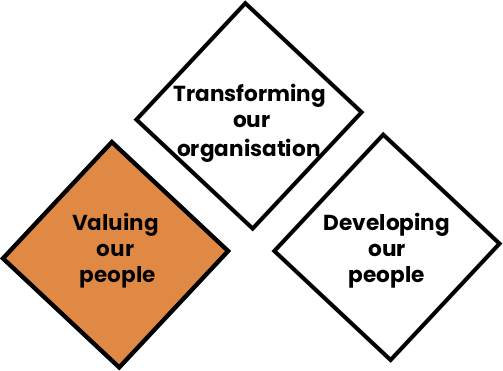 Transforming
our
organisation
Valuing
our
people
Developing
our
people